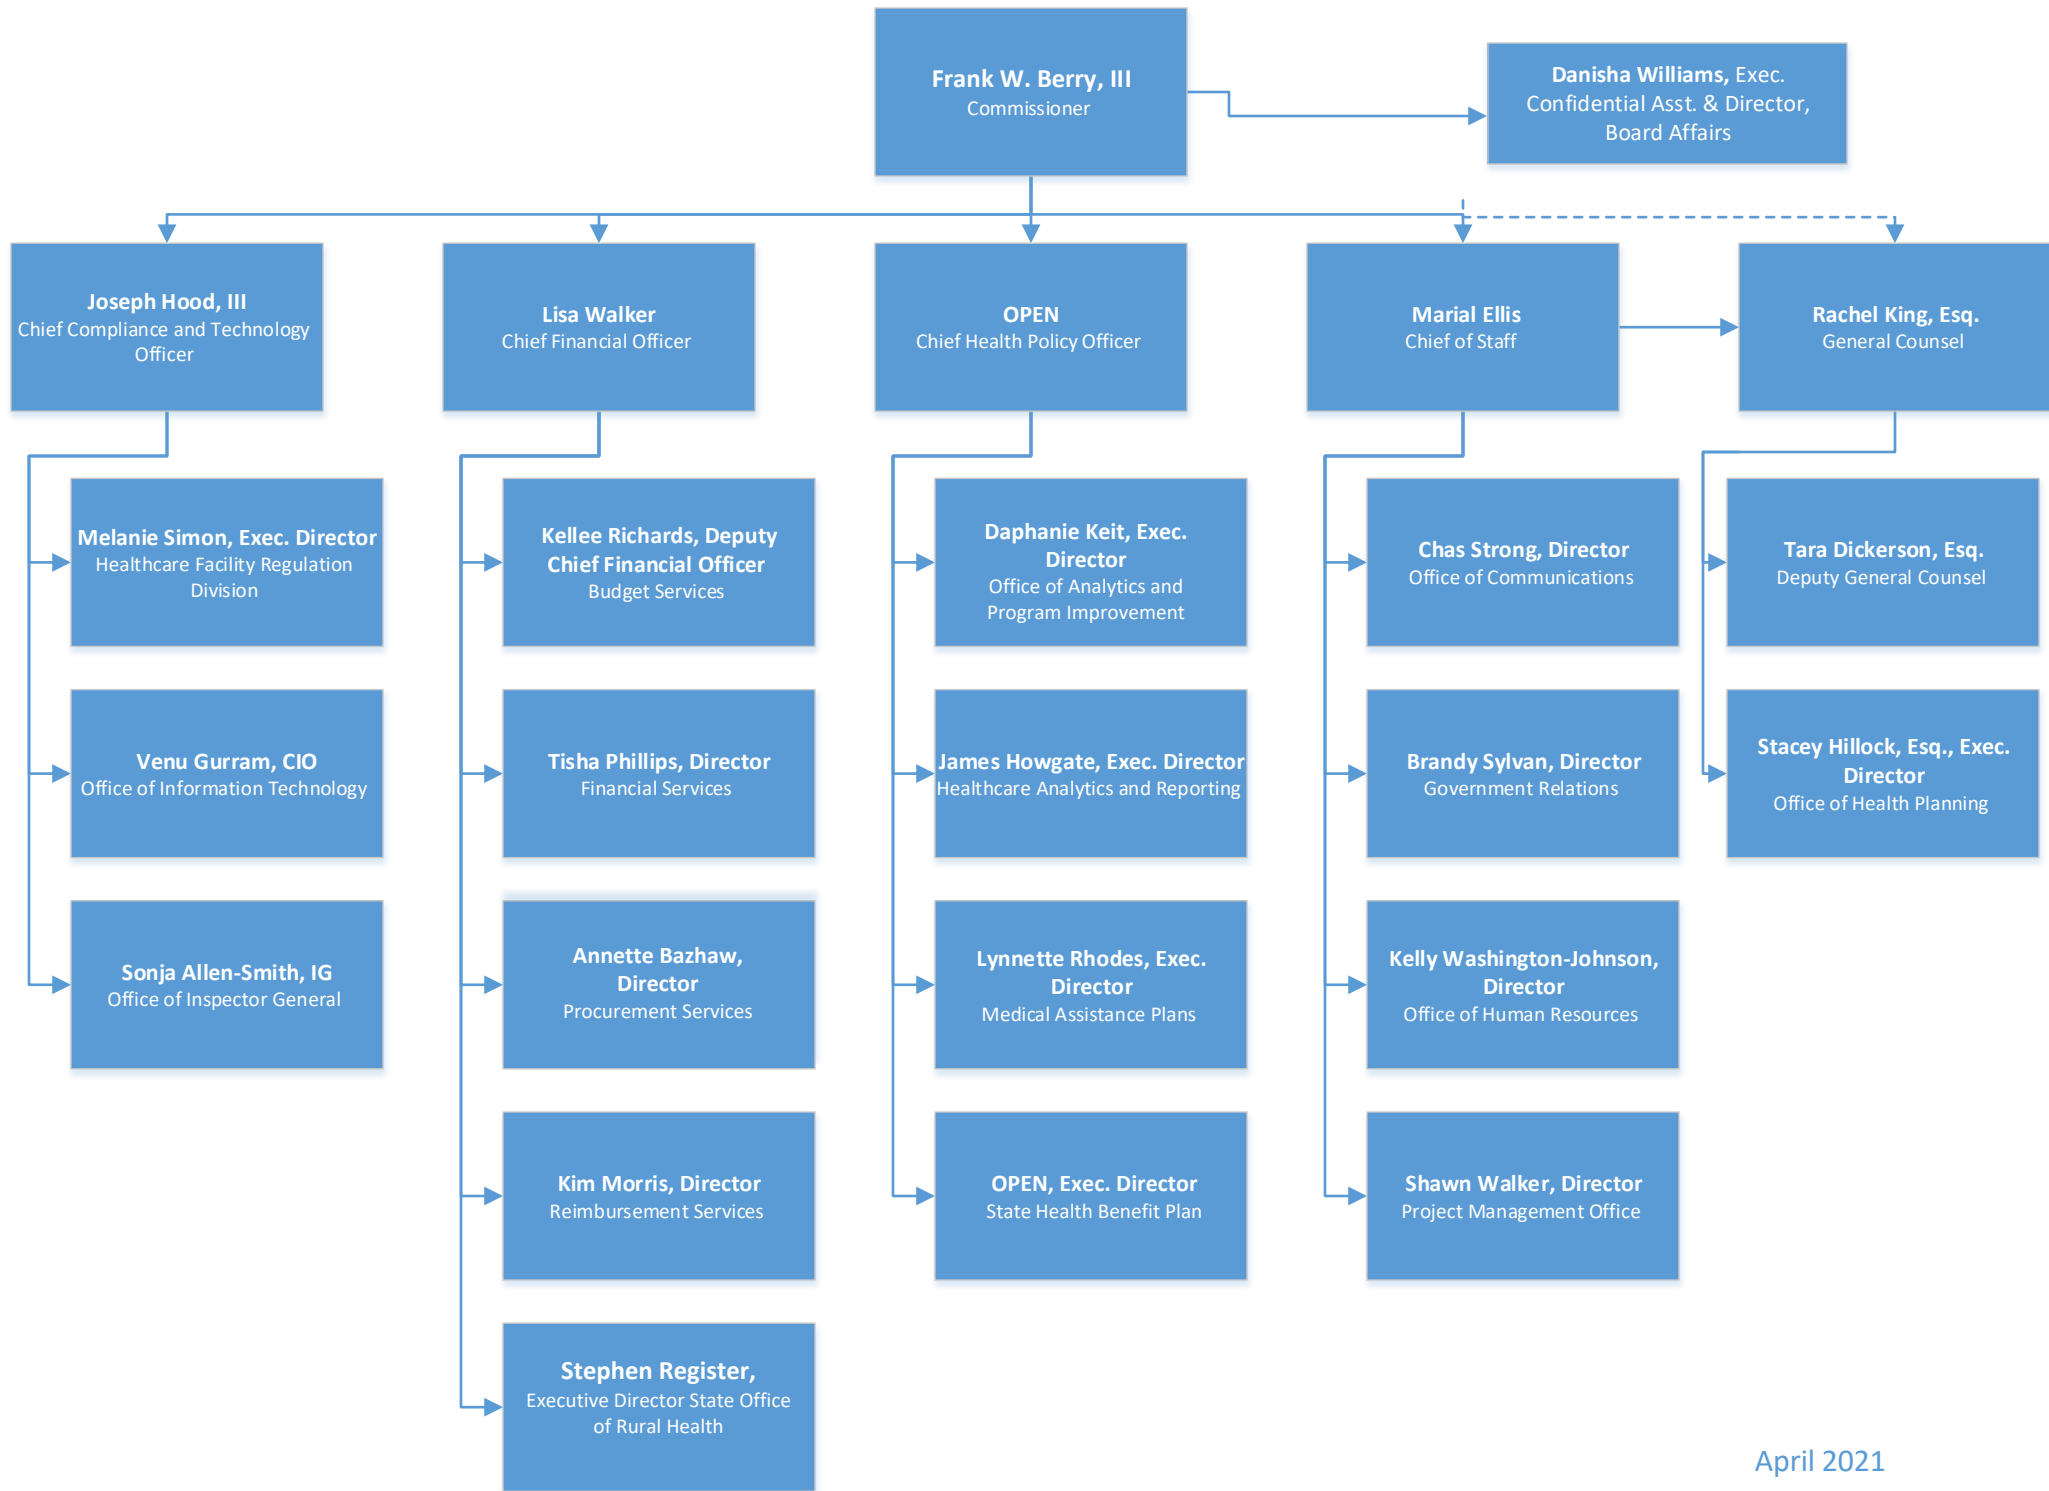 Frank W. Berry, III
Commissioner
Danisha Williams, Exec.
Confidential Asst. & Director,
Board Affairs
Joseph Hood, III
Chief Compliance and Technology
Officer
Lisa Walker
Chief Financial Officer
OPEN
Chief Health Policy Officer
Marial Ellis
Chief of Staff
Rachel King, Esq.
General Counsel
Melanie Simon, Exec. Director
Healthcare Facility Regulation
Division
Kellee Richards, Deputy
Chief Financial Officer
Budget Services
Daphanie Keit, Exec.
Director
Office of Analytics and
Program Improvement
Chas Strong, Director
Office of Communications
Tara Dickerson, Esq.
Deputy General Counsel
Venu Gurram, CIO
Office of Information Technology
Tisha Phillips, Director
Financial Services
James Howgate, Exec. Director
Healthcare Analytics and Reporting
Brandy Sylvan, Director
Government Relations
Stacey Hillock, Esq., Exec.
Director
Office of Health Planning
Sonja Allen-Smith, IG
Office of Inspector General
Annette Bazhaw,
Director
Procurement Services
Lynnette Rhodes, Exec.
Director
Medical Assistance Plans
Kelly Washington-Johnson,
Director
Office of Human Resources
Kim Morris, Director
Reimbursement Services
OPEN, Exec. Director
State Health Benefit Plan
Shawn Walker, Director
Project Management Office
Stephen Register,
Executive Director State Office
of Rural Health
April 2021